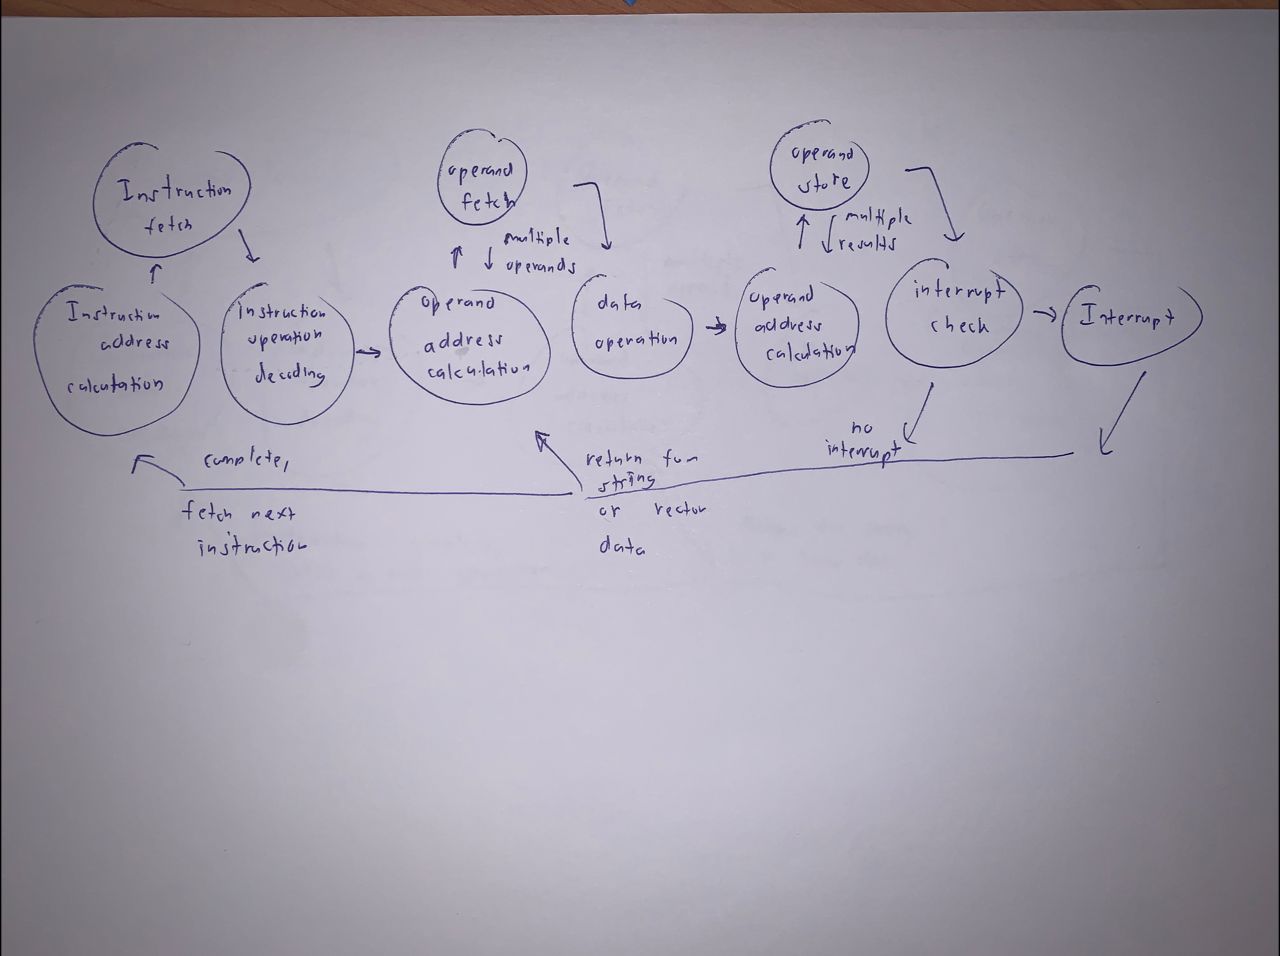 Instruction
fetch
operand
fetch
operand
store
multiple
operands
multiple
results
Instruction
address
calculation
instruction
operation
decoding
operand
address
calculation
data
operation
operand
address
calculation
interrupt
check
Interrupt
no
interrupt
complete,
fetch next
instruction
return for
string
or vector
data